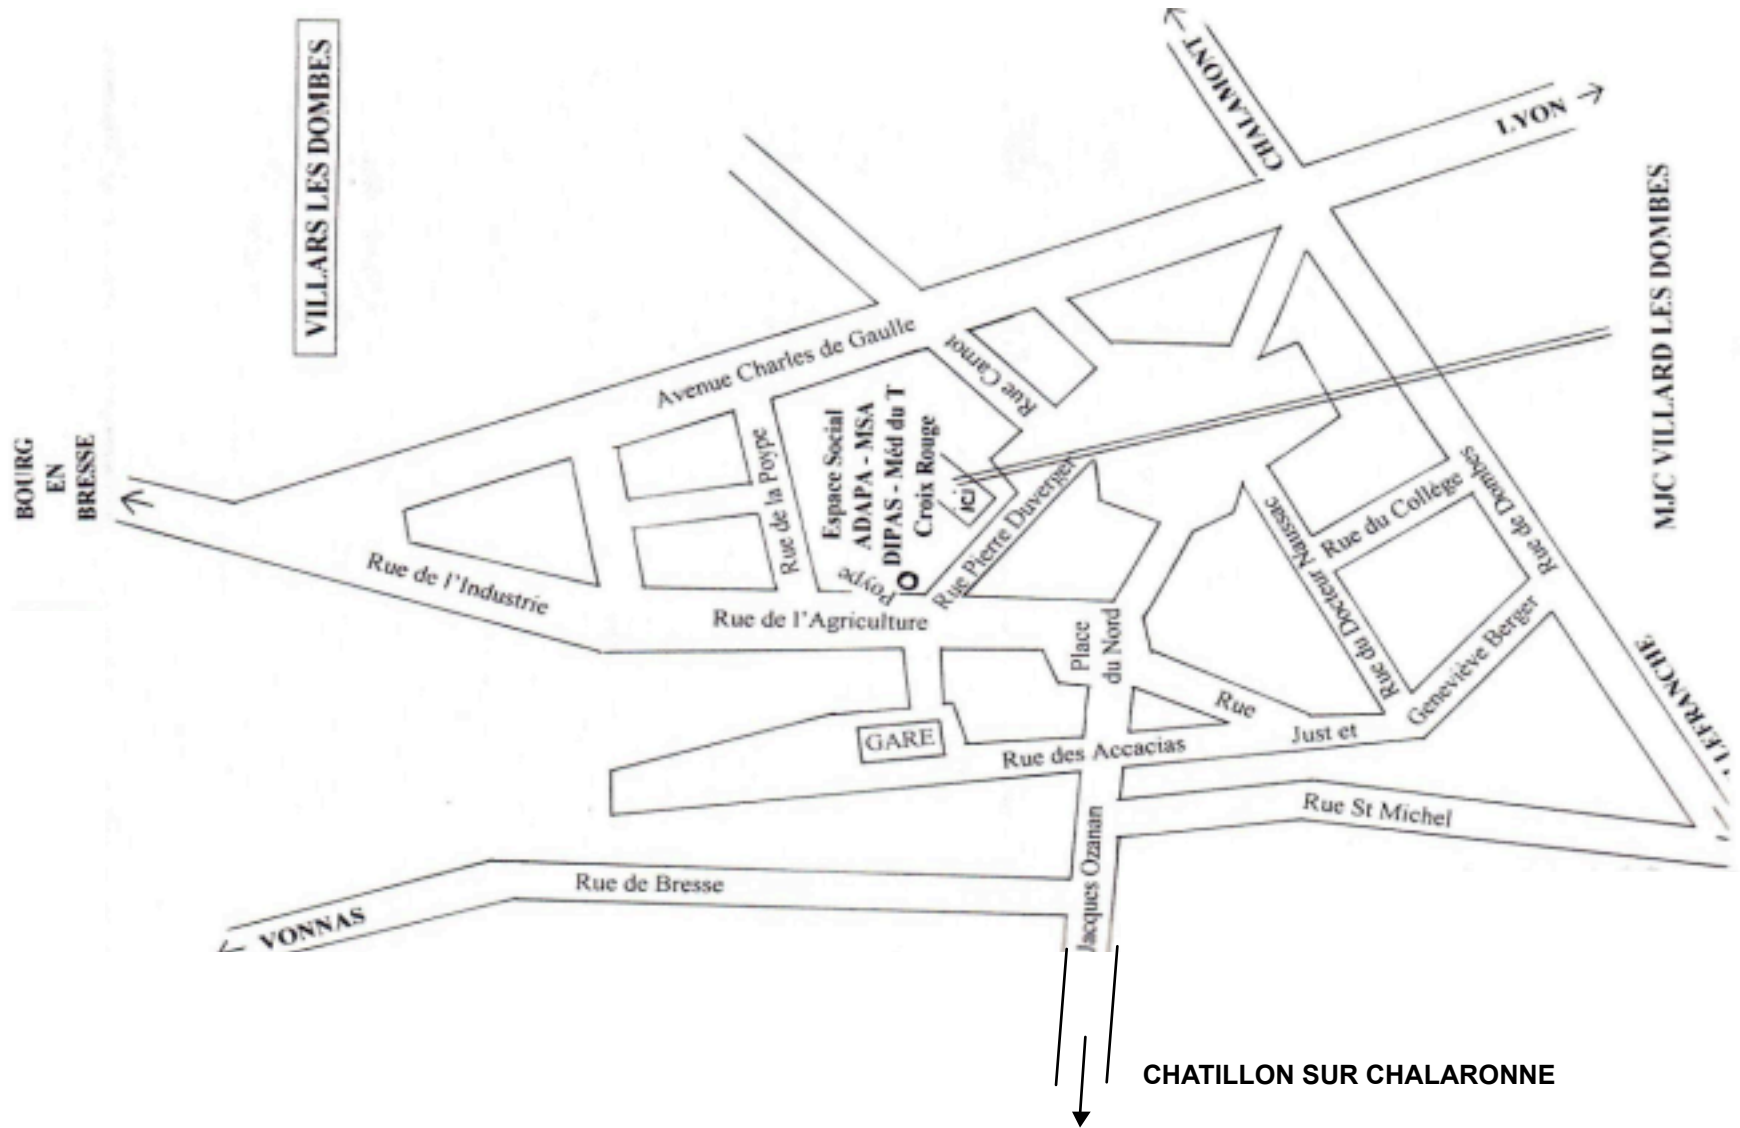 VILLARS LES DOMBES
CHALAMONT
LYON
MJC VILLARD LES DOMBES
Avenue Charles de Gaulle
Rue Carnot
BOURG
EN
BRESSE
Rue de la Poype
Espace Social
ADAPA - MSA
DIPAS - Méd du T
Croix Rouge
ICI
Poype
Rue Pierre Duverger
Rue de l'Industrie
Rue de l'Agriculture
Place
du Nord
Rue du Docteur Naussac
Rue du Collège
Rue de Dombes
Rue
Just et
Geneviève Berger
GARE
Rue des Accacias
Rue St Michel
Jacques Ozanan
Rue de Bresse
VONNAS
CHATILLON SUR CHALARONNE